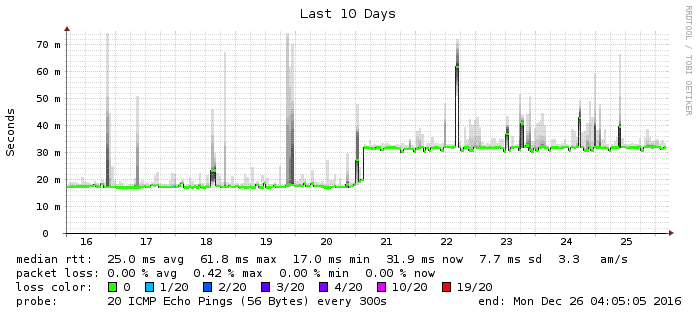 Last 10 Days
RRDTOOL / TOBI OETIKER
Seconds
70 m
60 m
50 m
40 m
30 m
20 m
10 m
0
16 17 18 19 20 21 22 23 24 25
median rtt: 25.0 ms avg 61.8 ms max 17.0 ms min 31.9 ms now 7.7 ms sd 3.3 am/s
packet loss: 0.00 % avg 0.42 % max 0.00 % min 0.00 % now
loss color: 0 1/20 2/20 3/20 4/20 10/20 19/20
probe: 20 ICMP Echo Pings (56 Bytes) every 300s end: Mon Dec 26 04:05:05 2016